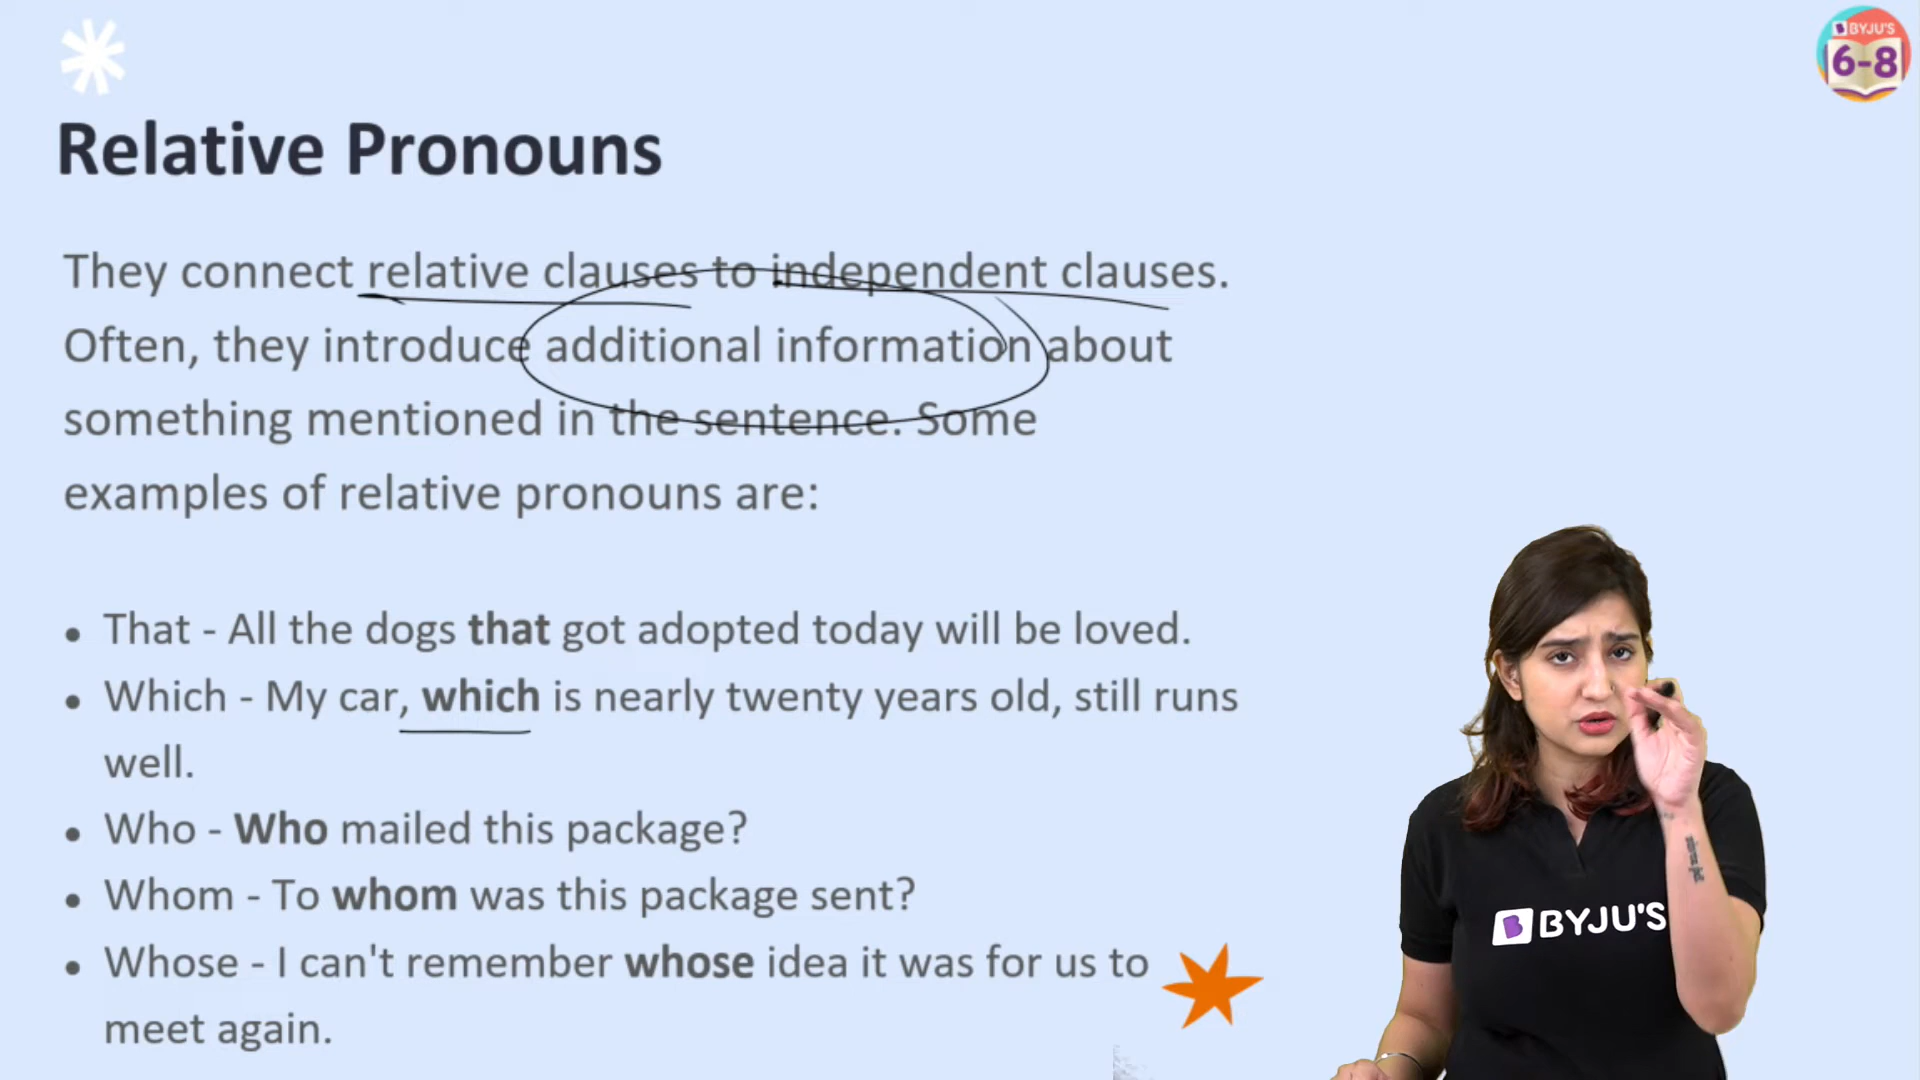 BYJU'S
6-8
Relative Pronouns
They connect relative clauses to independent clauses.
Often, they introduce additional information about
something mentioned in the sentence. Some
examples of relative pronouns are:
• That - All the dogs that got adopted today will be loved.
• Which - My car, which is nearly twenty years old, still runs
well.
• Who - Who mailed this package?
• Whom - To whom was this package sent?
• Whose - I can't remember whose idea it was for us to
meet again.
BYJU'S